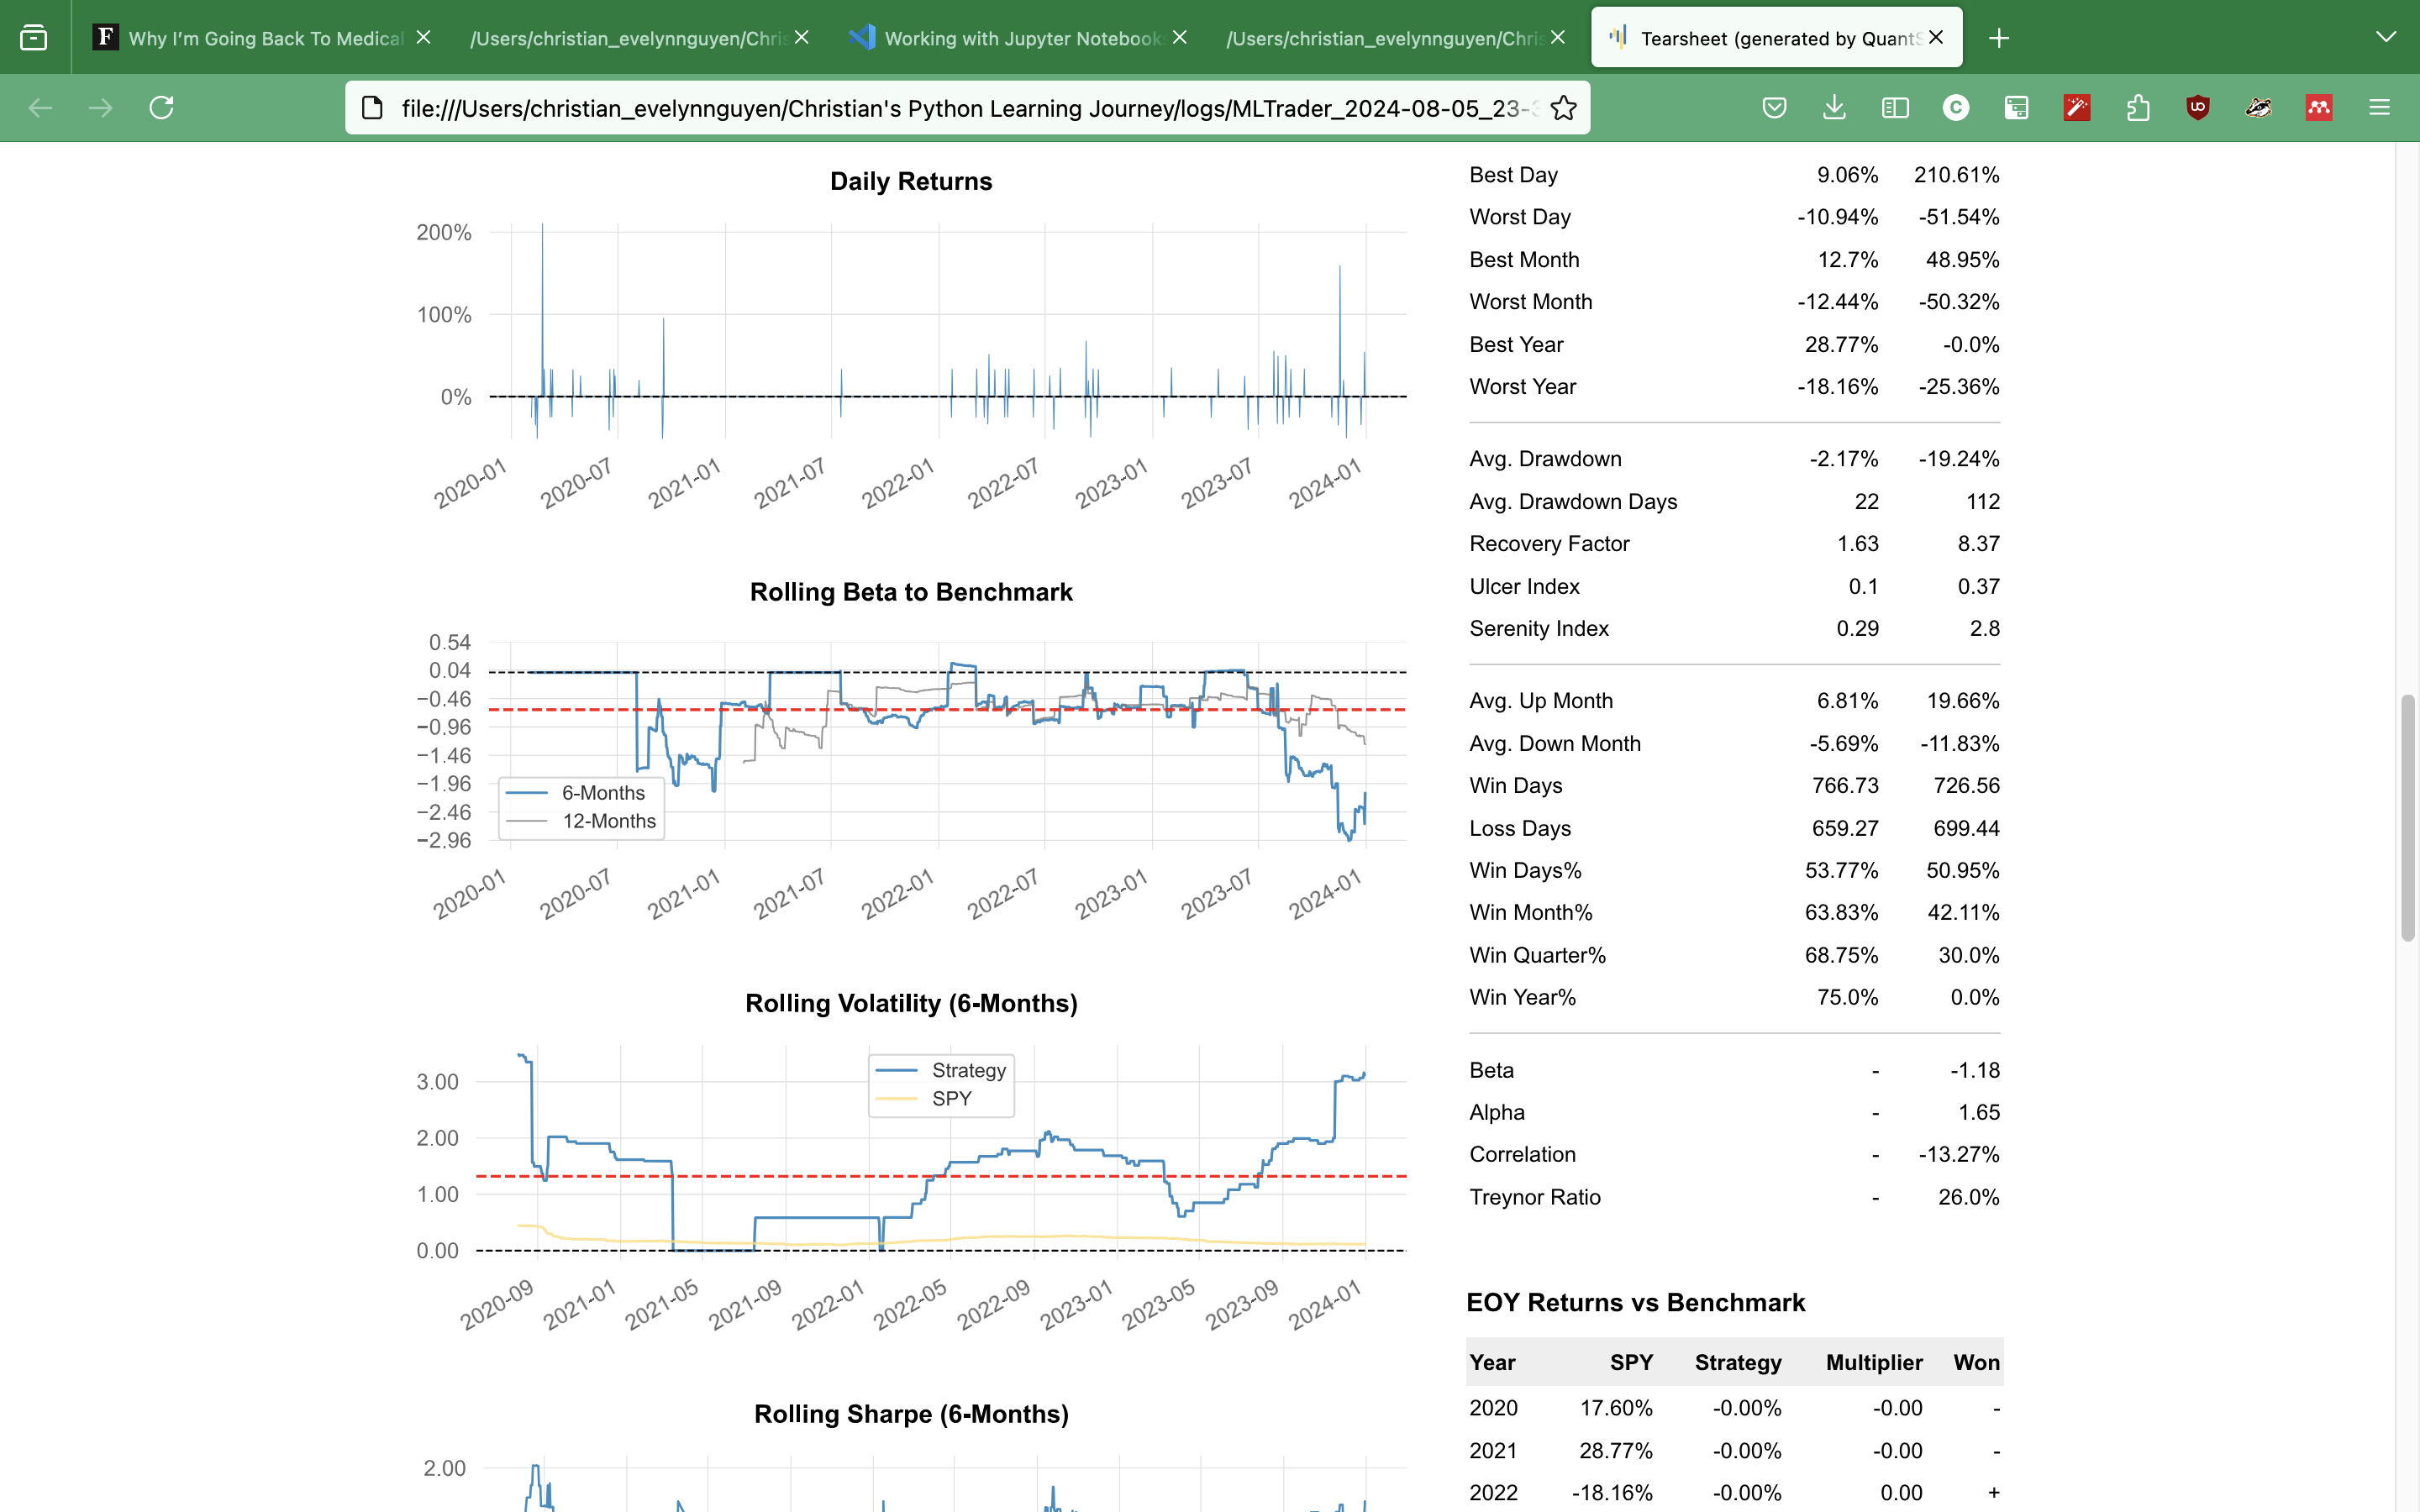 Why I'm Going Back To Medical
/Users/christian_evelynnguyen/Chris
Working with Jupyter Notebooks
/Users/christian_evelynnguyen/Chris
Tearsheet (generated by QuantS
file:///Users/christian_evelynnguyen/Christian's Python Learning Journey/logs/MLTrader_2024-08-05_23-3
Daily Returns
200%
100%
0%
2020-01 2020-07 2021-01 2021-07 2022-01 2022-07 2023-01 2023-07 2024-01
Rolling Beta to Benchmark
0.54
0.04
−0.46
−0.96
−1.46
−1.96
−2.46
−2.96
6-Months
12-Months
2020-01 2020-07 2021-01 2021-07 2022-01 2022-07 2023-01 2023-07 2024-01
Rolling Volatility (6-Months)
3.00
2.00
1.00
0.00
Strategy
SPY
2020-09 2021-01 2021-05 2021-09 2022-01 2022-05 2022-09 2023-01 2023-05 2023-09 2024-01
Rolling Sharpe (6-Months)
2.00
Best Day 9.06% 210.61%
Worst Day -10.94% -51.54%
Best Month 12.7% 48.95%
Worst Month -12.44% -50.32%
Best Year 28.77% -0.0%
Worst Year -18.16% -25.36%
Avg. Drawdown -2.17% -19.24%
Avg. Drawdown Days 22 112
Recovery Factor 1.63 8.37
Ulcer Index 0.1 0.37
Serenity Index 0.29 2.8
Avg. Up Month 6.81% 19.66%
Avg. Down Month -5.69% -11.83%
Win Days 766.73 726.56
Loss Days 659.27 699.44
Win Days% 53.77% 50.95%
Win Month% 63.83% 42.11%
Win Quarter% 68.75% 30.0%
Win Year% 75.0% 0.0%
Beta - -1.18
Alpha - 1.65
Correlation - -13.27%
Treynor Ratio - 26.0%
EOY Returns vs Benchmark
Year SPY Strategy Multiplier Won
2020 17.60% -0.00% -0.00 -
2021 28.77% -0.00% -0.00 -
2022 -18.16% -0.00% 0.00 +